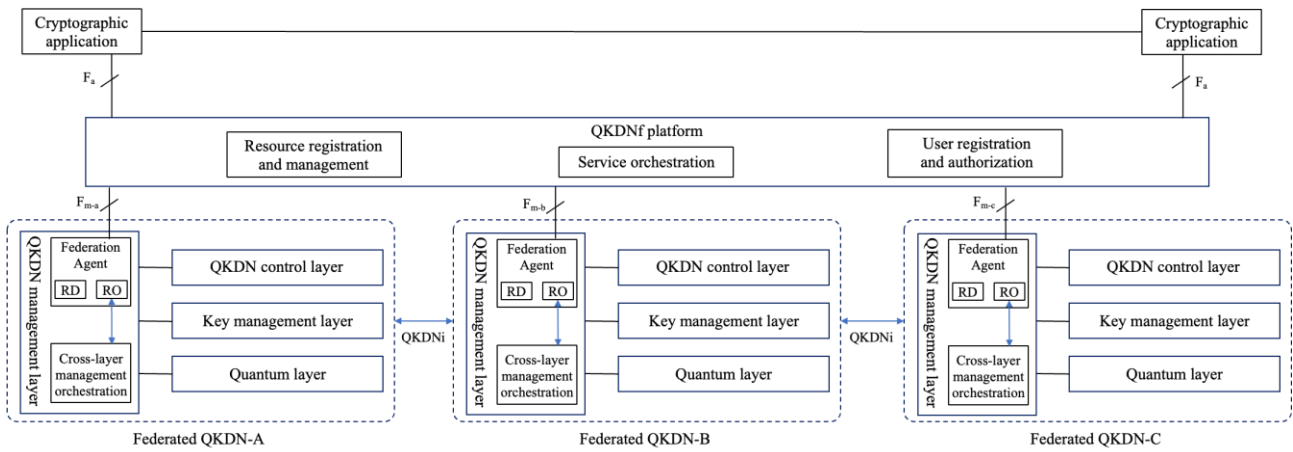 Cryptographic
application
Cryptographic
application
Fa
Fa
QKDNf platform
Resource registration
and management
Service orchestration
User registration
and authorization
Fm-a
Fm-b
Fm-c
QKDN management layer
Federation
Agent
RD RO
Cross-layer
management
orchestration
QKDN control layer
Key management layer
Quantum layer
QKDNi
QKDN management layer
Federation
Agent
RD RO
Cross-layer
management
orchestration
QKDN control layer
Key management layer
Quantum layer
QKDNi
QKDN management layer
Federation
Agent
RD RO
Cross-layer
management
orchestration
QKDN control layer
Key management layer
Quantum layer
Federated QKDN-A
Federated QKDN-B
Federated QKDN-C